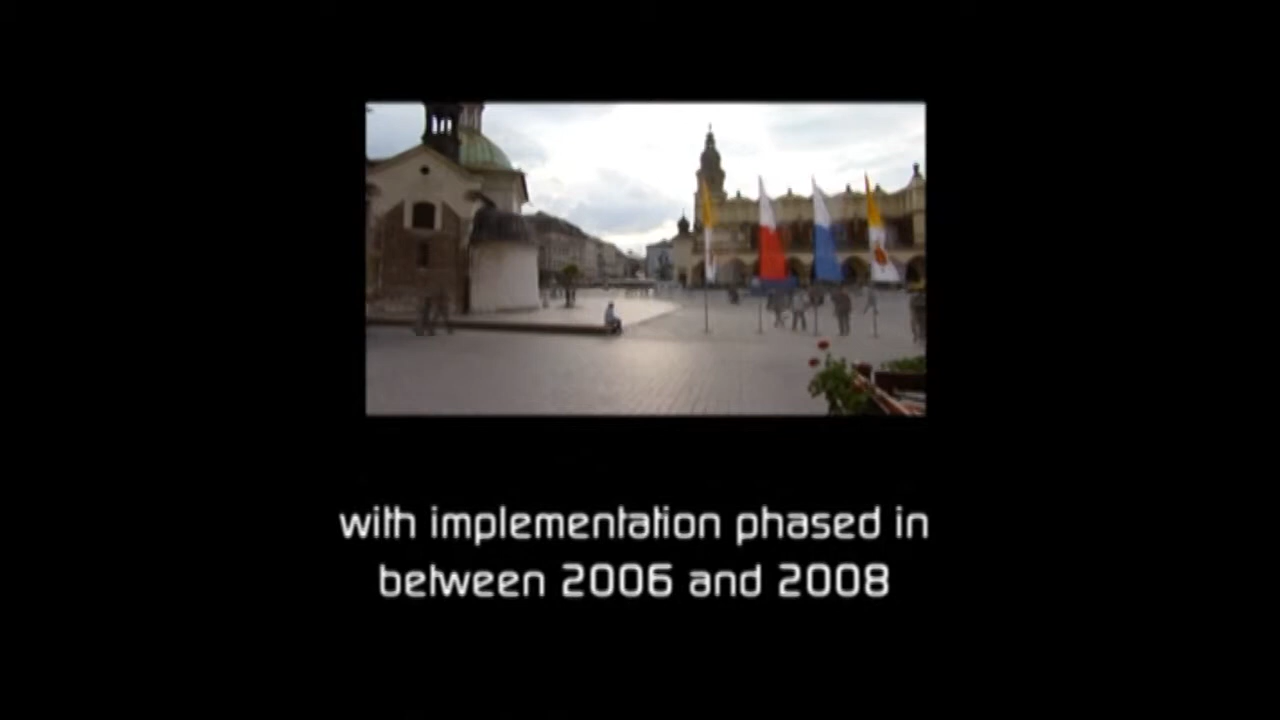 with implementation phased in
between 2006 and 2008